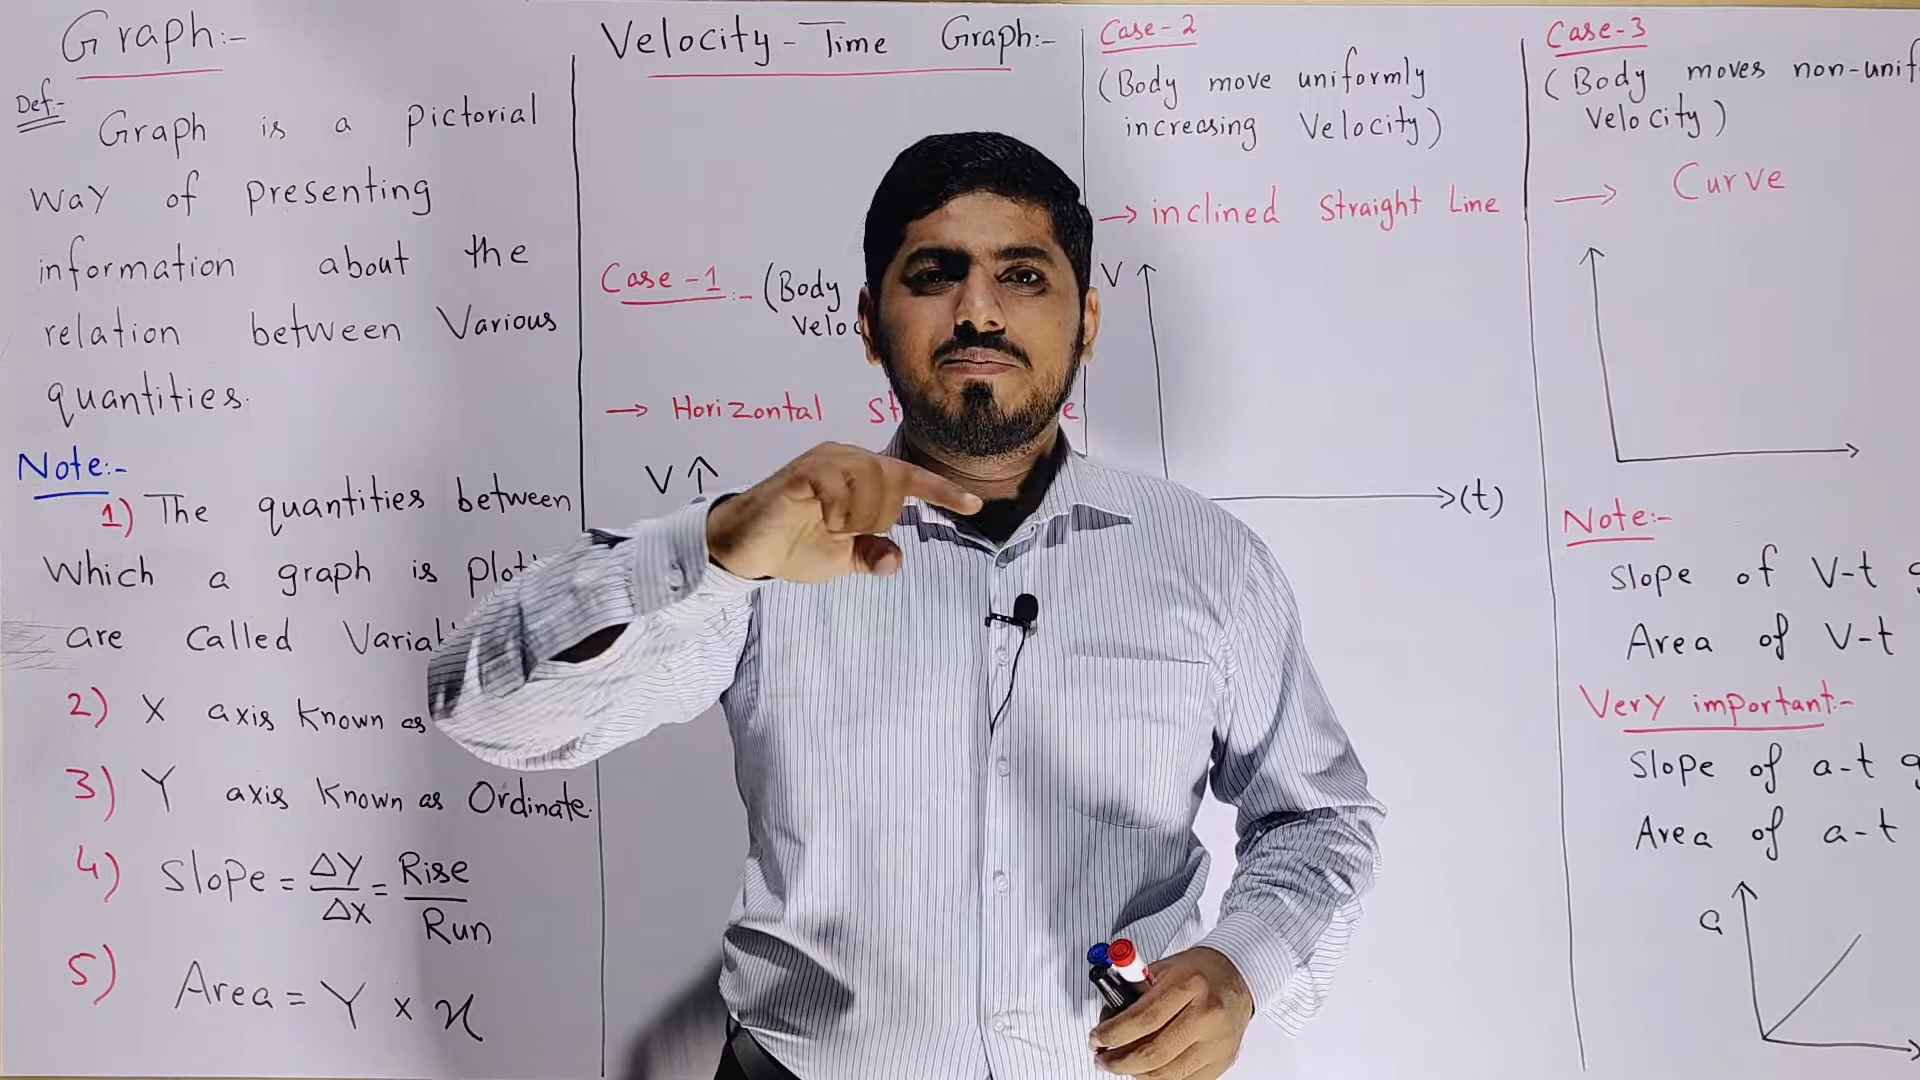 Graph:-
Def:-
Graph is a pictorial
way of presenting
information about the
relation between Various
quantities.
Note:-
1) The quantities between
which a graph is
are called
2) X axis known as
3) Y axis known as Ordinate.
4) Slope = ΔY/ΔX = Rise/Run
5) Area = Y × x
Velocity-Time Graph:-
Case-1:- (Body
→ Horizontal
V
Case-2
(Body move uniformly
increasing Velocity)
→ inclined Straight Line
V
(t)
Case-3
(Body moves
Velocity)
→ Curve
Note:-
Slope of V-t
Area of V-t
Very important:-
Slope of a-t
Area of a-t
a